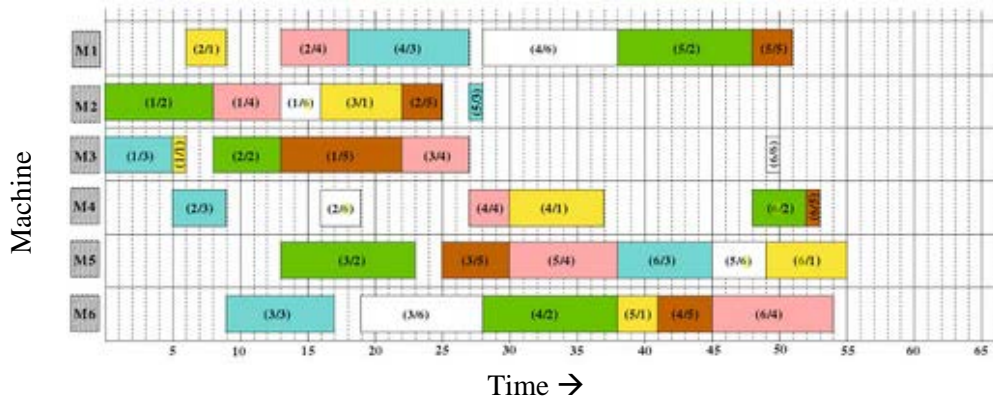 M1 (2/1) (2/4) (4/3) (4/6) (5/2) (5/5)
M2 (1/2) (1/4) (1/6) (3/1) (2/5) (5/3)
M3 (1/3) (1/1) (2/2) (1/5) (3/4) (6/6)
M4 (2/3) (2/6) (4/4) (4/1) (6/2) (6/5)
M5 (3/2) (3/5) (5/4) (6/3) (5/6) (6/1)
M6 (3/3) (3/6) (4/2) (5/1) (4/5) (6/4)
5 10 15 20 25 30 35 40 45 50 55 60 65
Machine
Time →